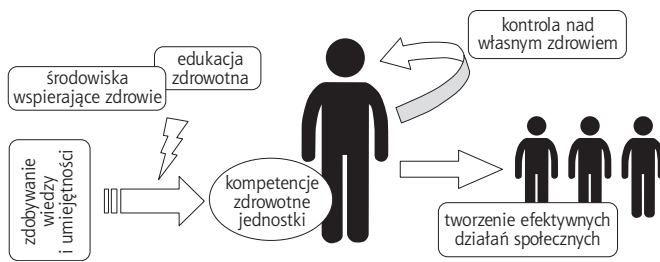 kontrola nad
własnym zdrowiem
edukacja
zdrowotna
środowiska
wspierające zdrowie
zdobywanie
wiedzy
i umiejętności
kompetencje
zdrowotne
jednostki
tworzenie efektywnych
działań społecznych